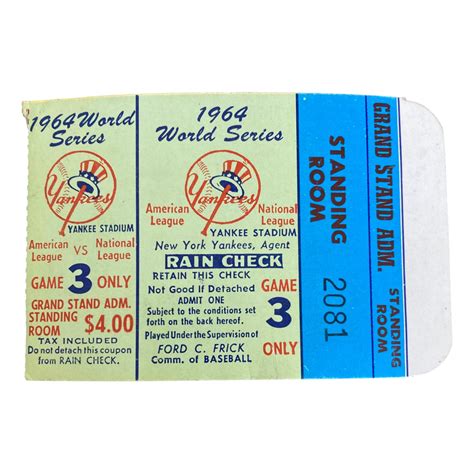 1964 World
Series
Yankees
YANKEE STADIUM
American National
League VS League
GAME 3 ONLY
GRAND STAND ADM.
STANDING
ROOM $4.00
TAX INCLUDED
Do not detach this coupon
from RAIN CHECK.
1964
World Series
Yankees
American National
YANKEE STADIUM
League League
New York Yankees, Agent
RAIN CHECK
RETAIN THIS CHECK
Not Good if Detached
ADMIT ONE
Subject to the conditions set
forth on the back hereof.
GAME
3
ONLY
Played Under the Supervision of
FORD C. FRICK
Comm. of BASEBALL
STANDING
ROOM
2081
GRAND STAND ADM.
STANDING
ROOM